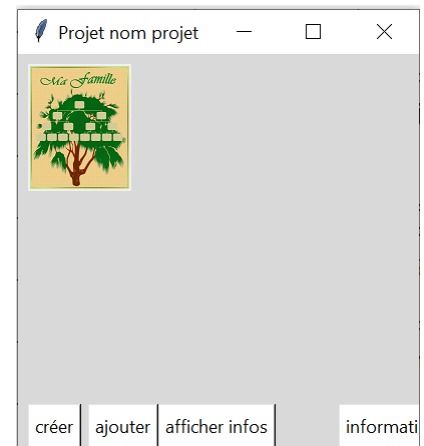 Projet nom projet
Ma Famille
créer ajouter afficher infos informati